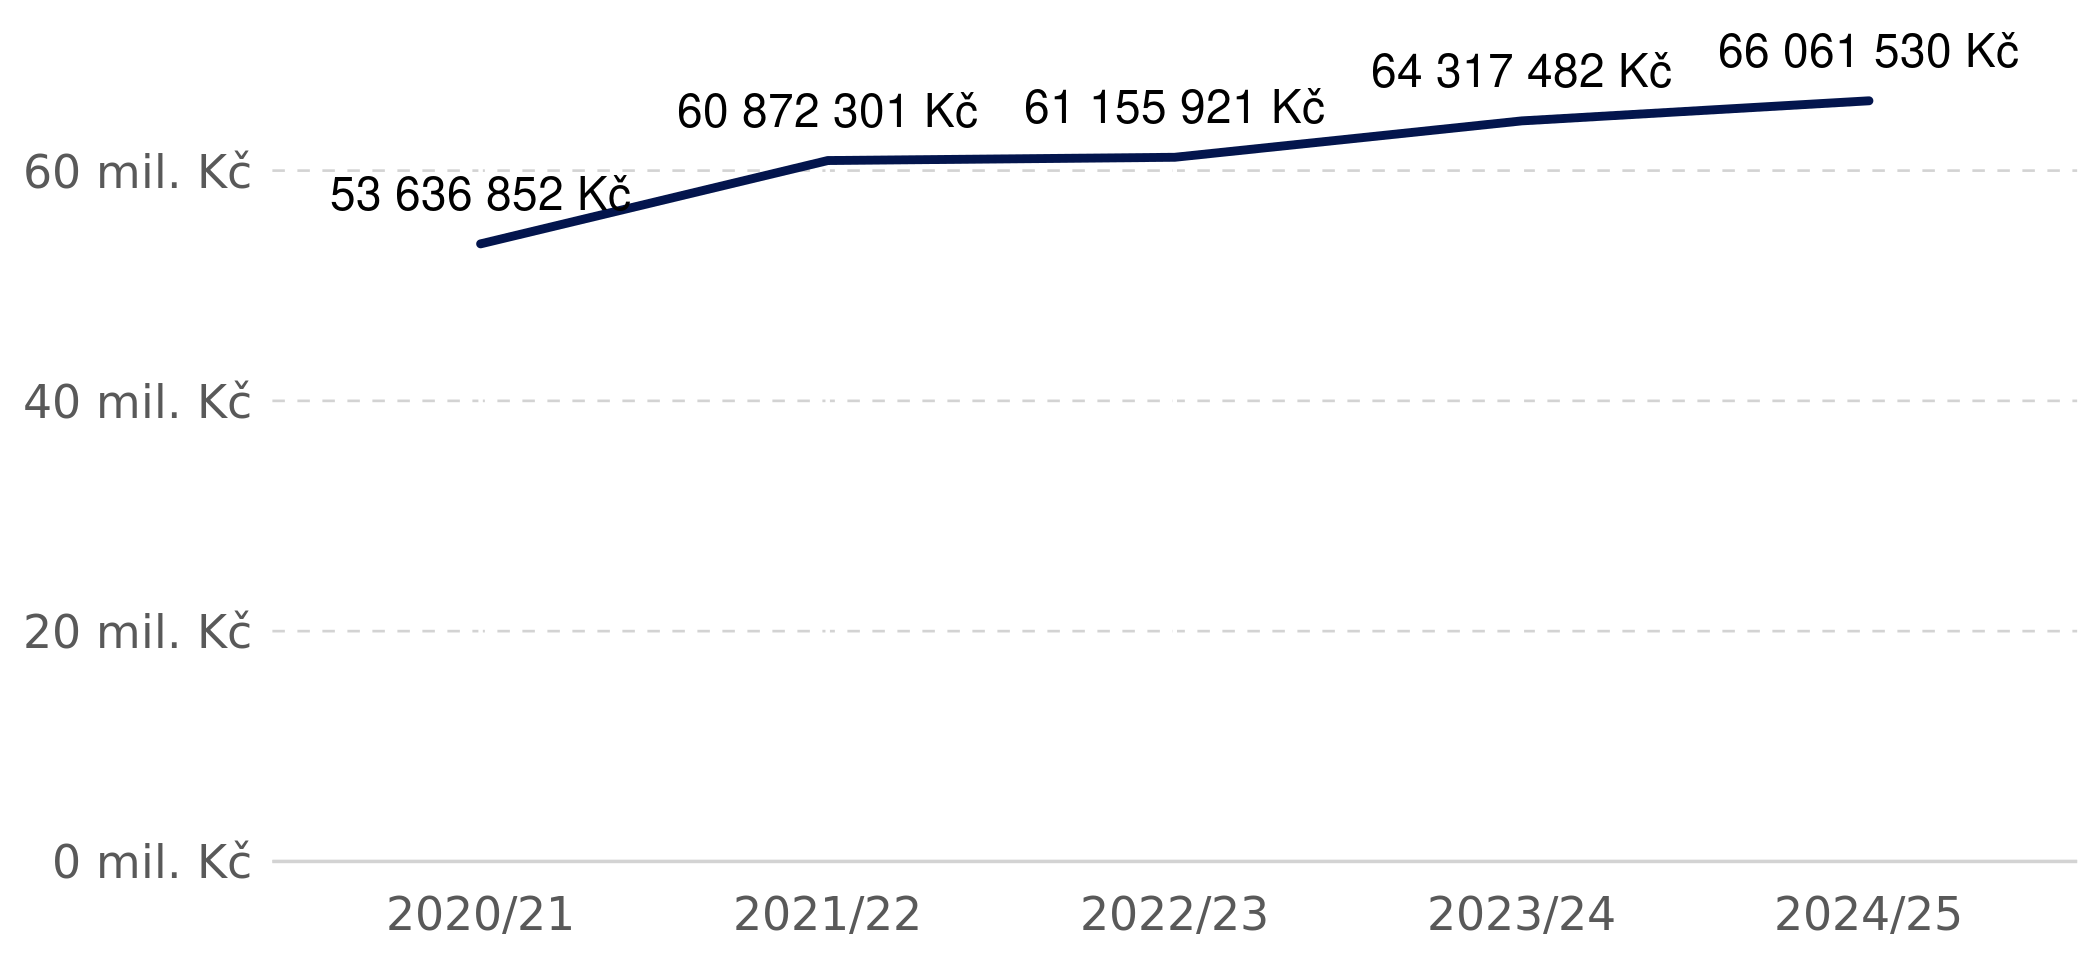 66 061 530 Kč
64 317 482 Kč
60 872 301 Kč
61 155 921 Kč
60 mil. Kč
53 636 852 Kč
40 mil. Kč
20 mil. Kč
0 mil. Kč
2020/21
2021/22
2022/23
2023/24
2024/25